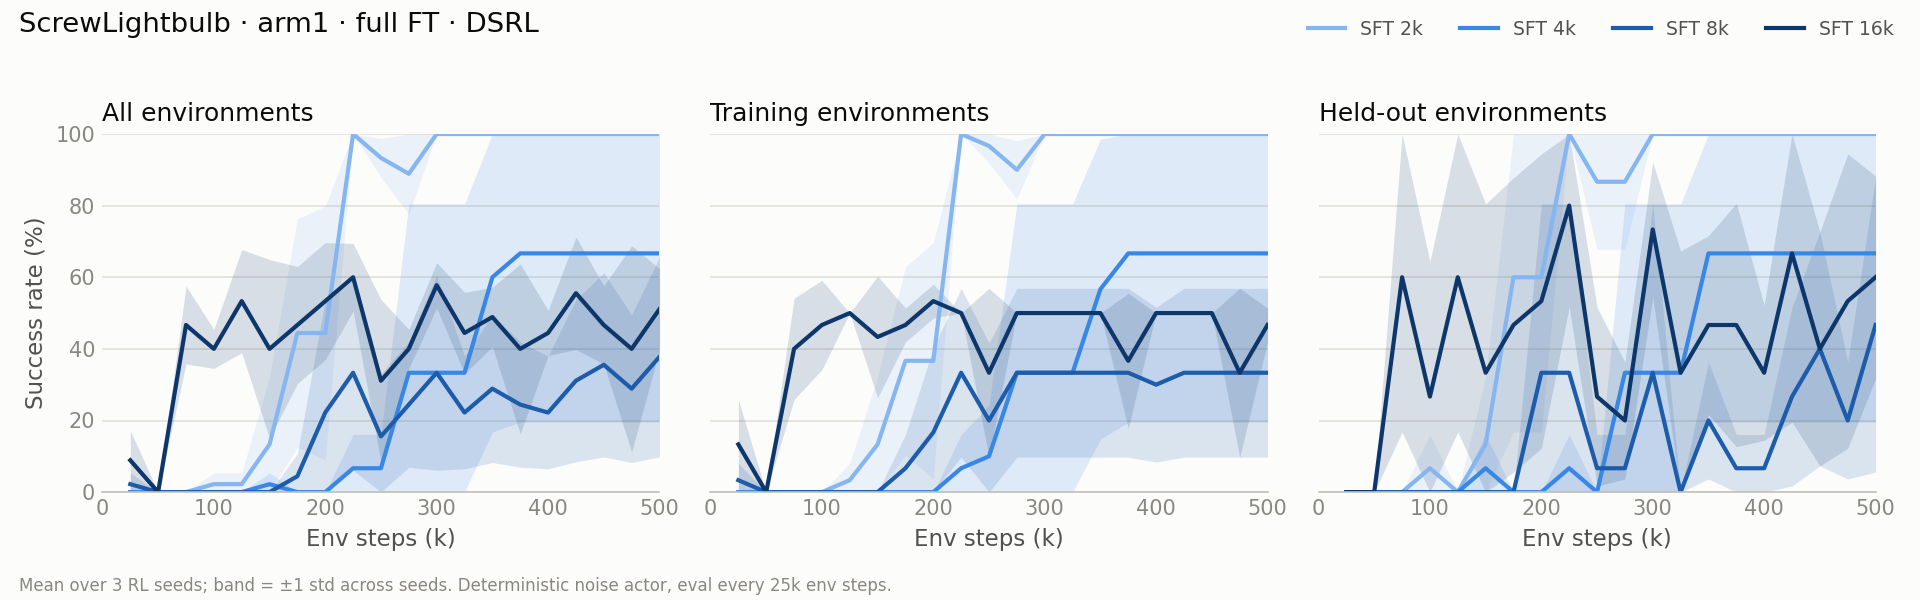 ScrewLightbulb · arm1 · full FT · DSRL
SFT 2k SFT 4k SFT 8k SFT 16k
All environments Training environments Held-out environments
Success rate (%)
100
80
60
40
20
0
0 100 200 300 400 500 0 100 200 300 400 500 0 100 200 300 400 500
Env steps (k) Env steps (k) Env steps (k)
Mean over 3 RL seeds; band = ±1 std across seeds. Deterministic noise actor, eval every 25k env steps.